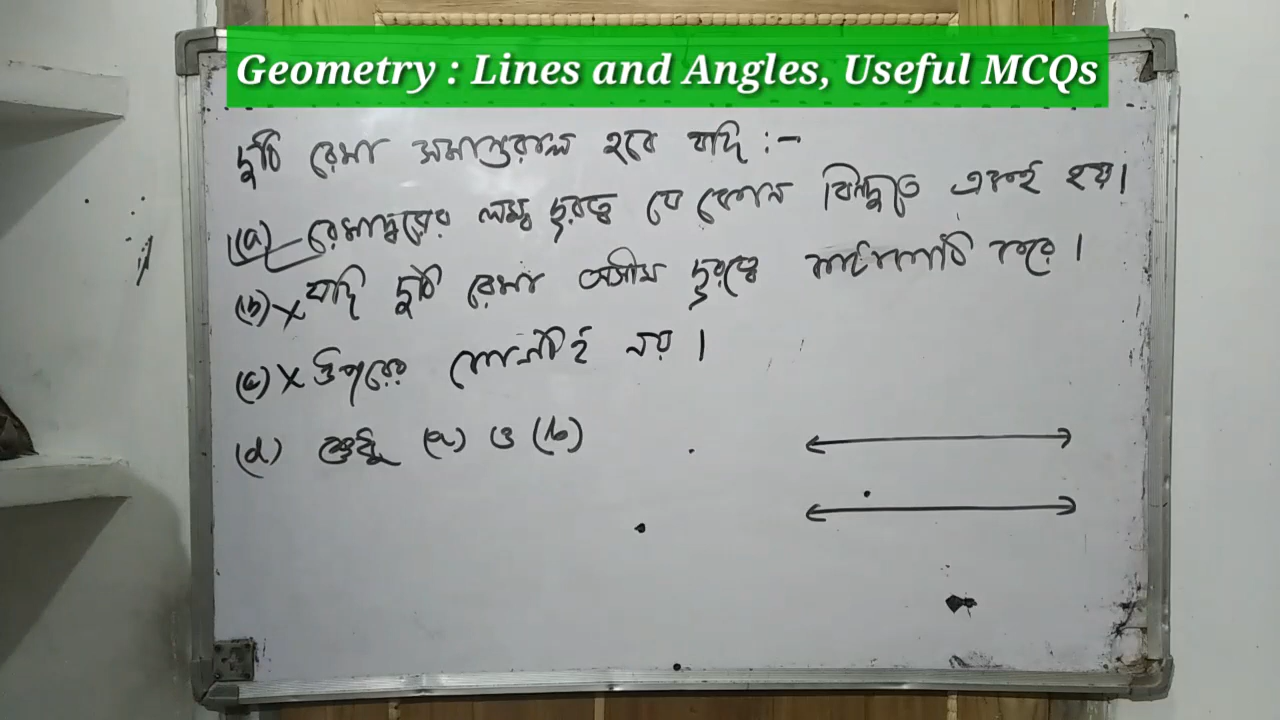 Geometry : Lines and Angles, Useful MCQs
দুটি রেখা সমান্তরাল হবে যদি :-
(a) রেখাদ্বয়ের লম্ব দূরত্ব যে কোন বিন্দুতে একই হয়।
(b) x যদি দুটি রেখা অসীম দূরত্বে কাটাকাটি করে।
(c) x উপরের কোনটিই নয়।
(d) শুধু (a) ও (b)